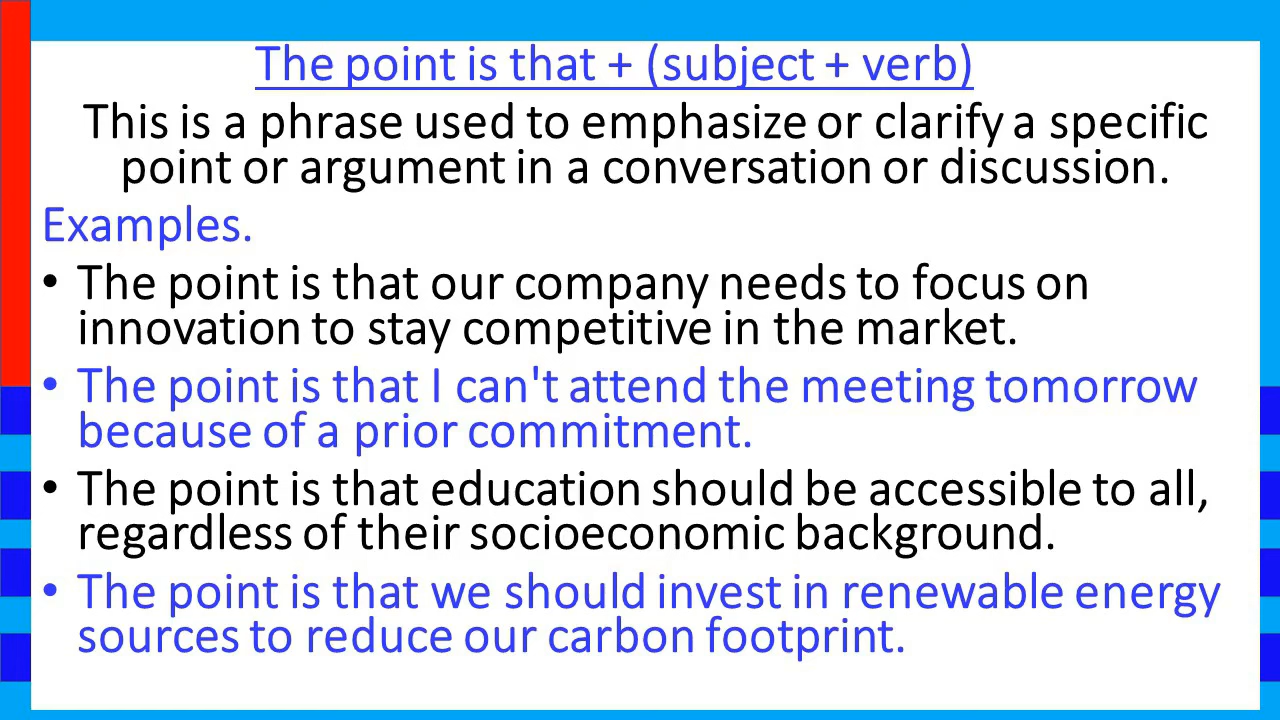 The point is that + (subject + verb)
This is a phrase used to emphasize or clarify a specific
point or argument in a conversation or discussion.
Examples.
• The point is that our company needs to focus on
innovation to stay competitive in the market.
• The point is that I can't attend the meeting tomorrow
because of a prior commitment.
• The point is that education should be accessible to all,
regardless of their socioeconomic background.
• The point is that we should invest in renewable energy
sources to reduce our carbon footprint.